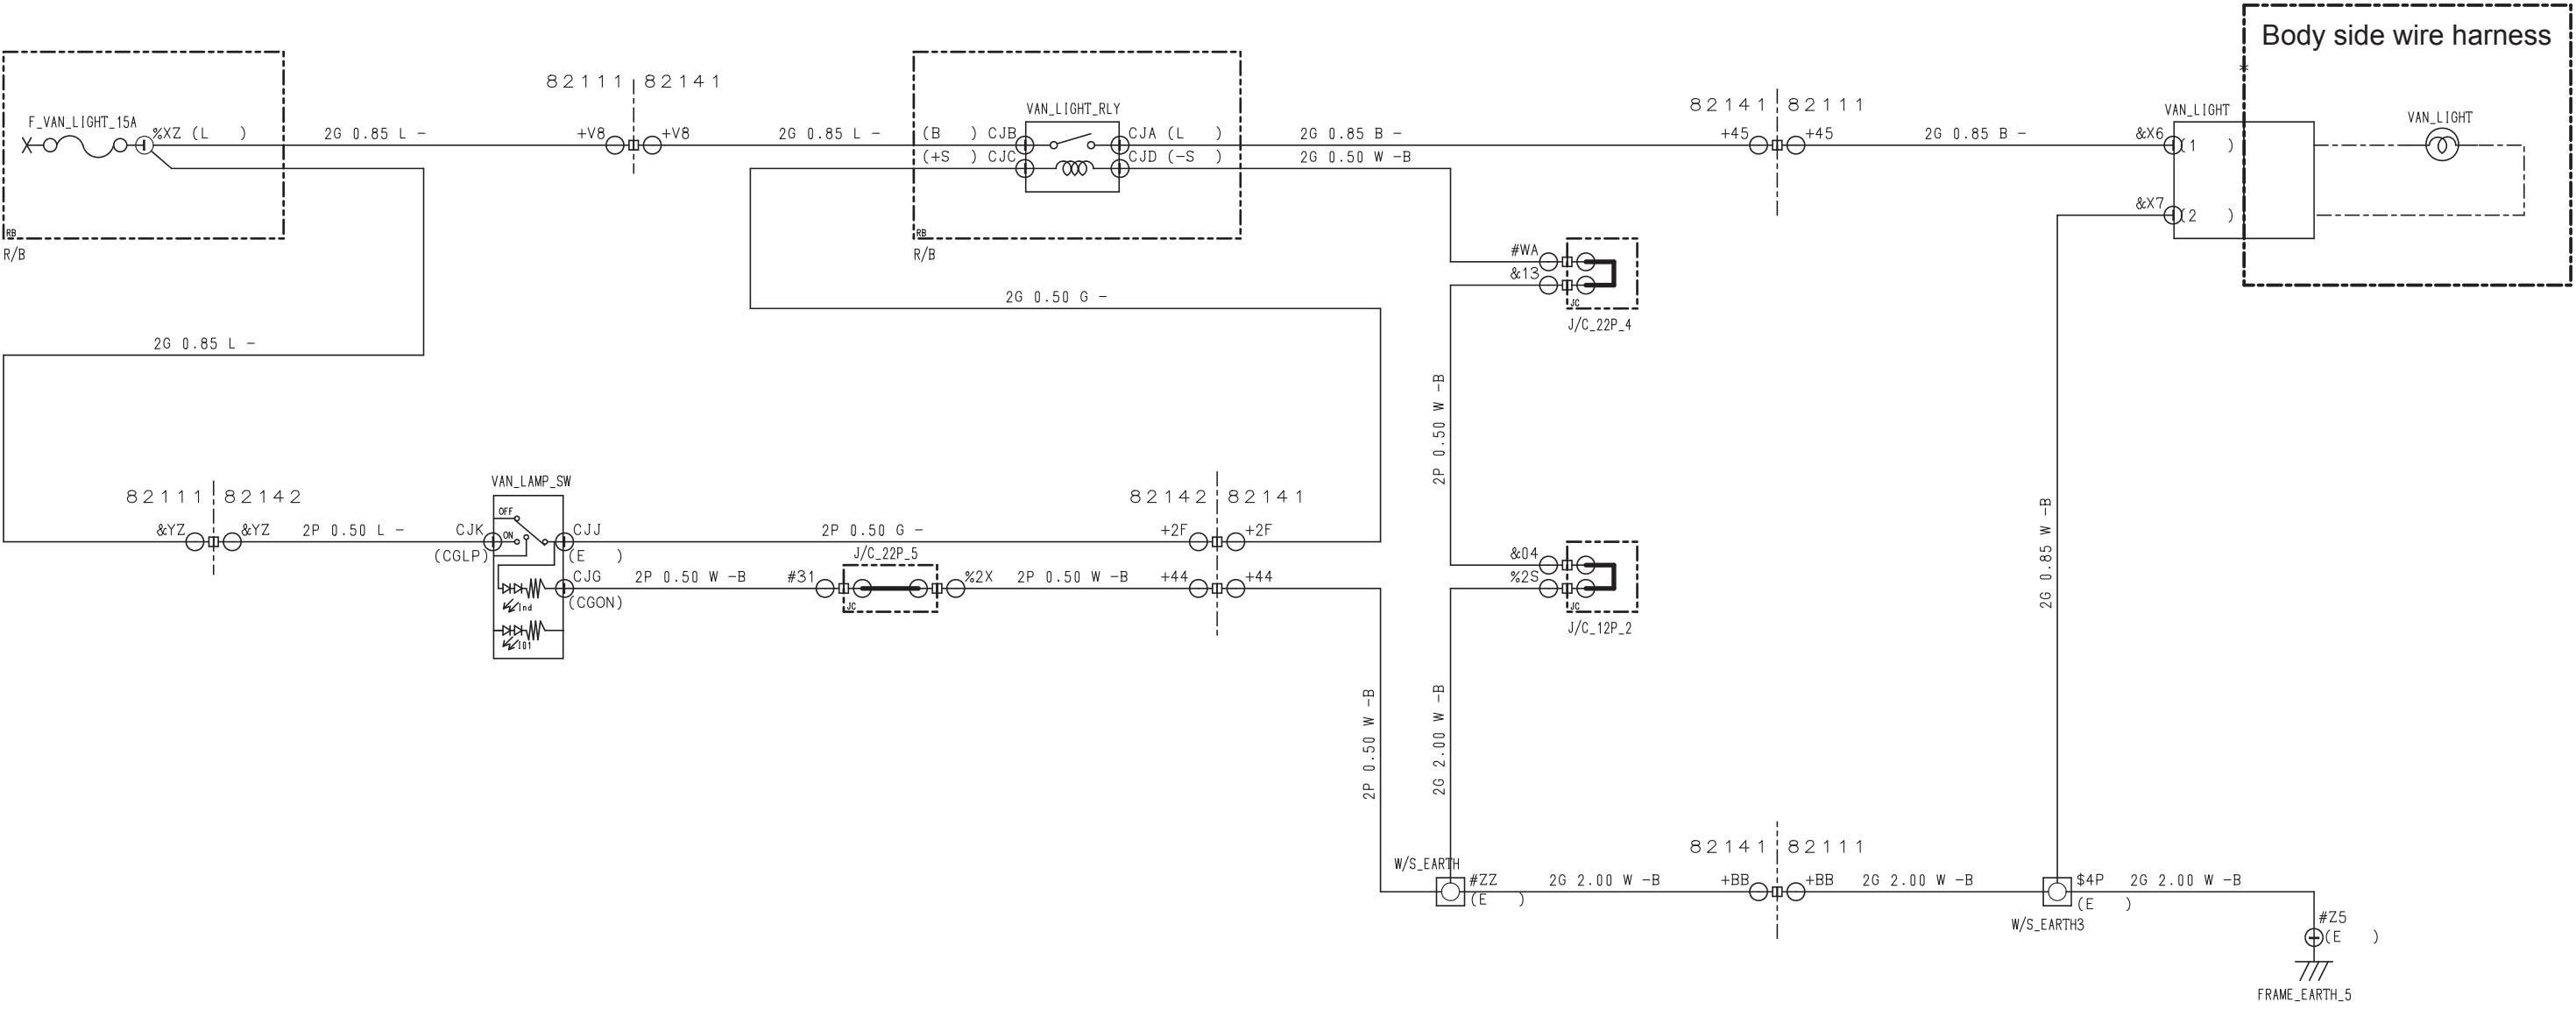 Body side wire harness
82111 82141
F_VAN_LIGHT_15A
%XZ (L )
2G 0.85 L -
+V8 +V8
2G 0.85 L -
VAN_LIGHT_RLY
(B ) CJB
CJA (L )
(+S ) CJC
CJD (-S )
2G 0.85 B -
2G 0.50 W -B
82141 82111
+45 +45
2G 0.85 B -
VAN_LIGHT
&X6
(1 )
&X7
(2 )
VAN_LIGHT
RB
R/B
RB
R/B
#WA
&13
JC
J/C_22P_4
2G 0.50 G -
2G 0.85 L -
2P 0.50 W -B
82111 82142
&YZ &YZ
2P 0.50 L -
VAN_LAMP_SW
CJK
(CGLP)
OFF
ON
CJJ
(E )
CJG
(CGON)
Ind
I01
2P 0.50 G -
J/C_22P_5
2P 0.50 W -B
#31
JC
%2X
2P 0.50 W -B
82142 82141
+2F +2F
+44 +44
&04
%2S
JC
J/C_12P_2
2G 0.85 W -B
2P 0.50 W -B
2G 2.00 W -B
W/S_EARTH
#ZZ
(E )
2G 2.00 W -B
82141 82111
+BB +BB
2G 2.00 W -B
$4P
(E )
W/S_EARTH3
2G 2.00 W -B
#Z5
(E )
FRAME_EARTH_5